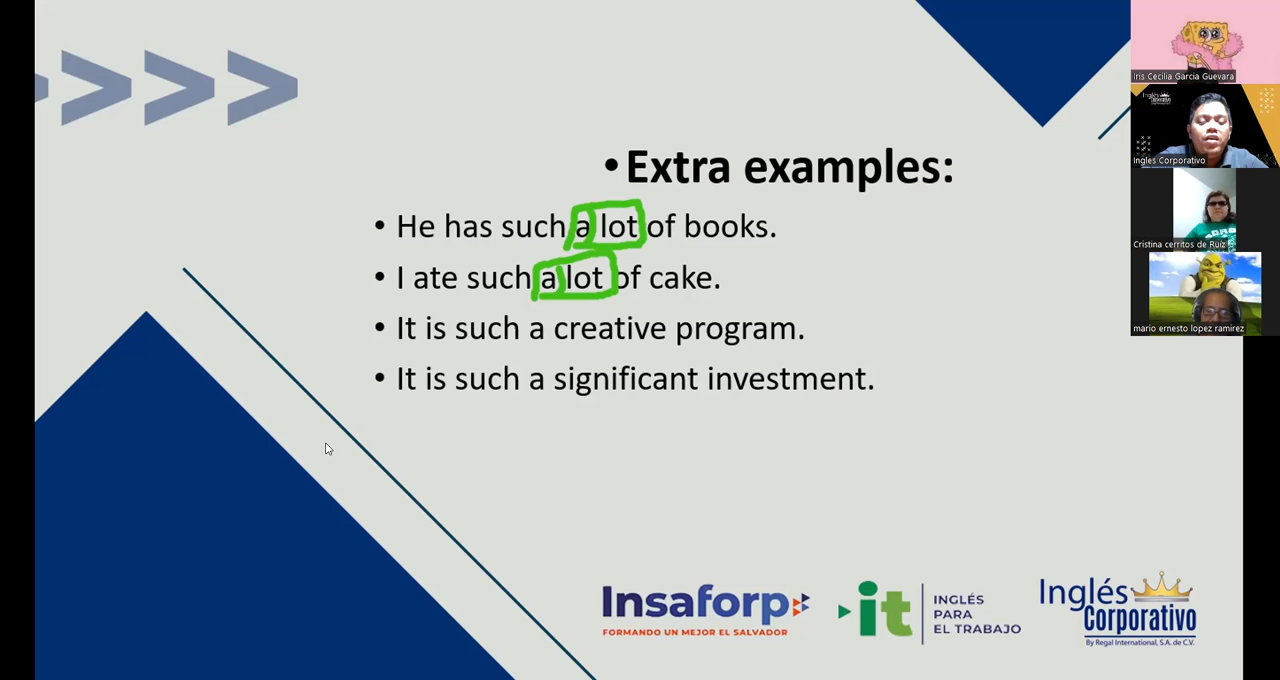 •Extra examples:
• He has such a lot of books.
• I ate such a lot of cake.
• It is such a creative program.
• It is such a significant investment.
Insaforp
FORMANDO UN MEJOR EL SALVADOR
it
INGLÉS
PARA
EL TRABAJO
Inglés
Corporativo
By Regal International, S.A. de C.V.
Iris Cecilia Garcia Guevara
Inglés
Ingles Corporativo
Cristina cerritos de Ruiz
mario ernesto lopez ramirez